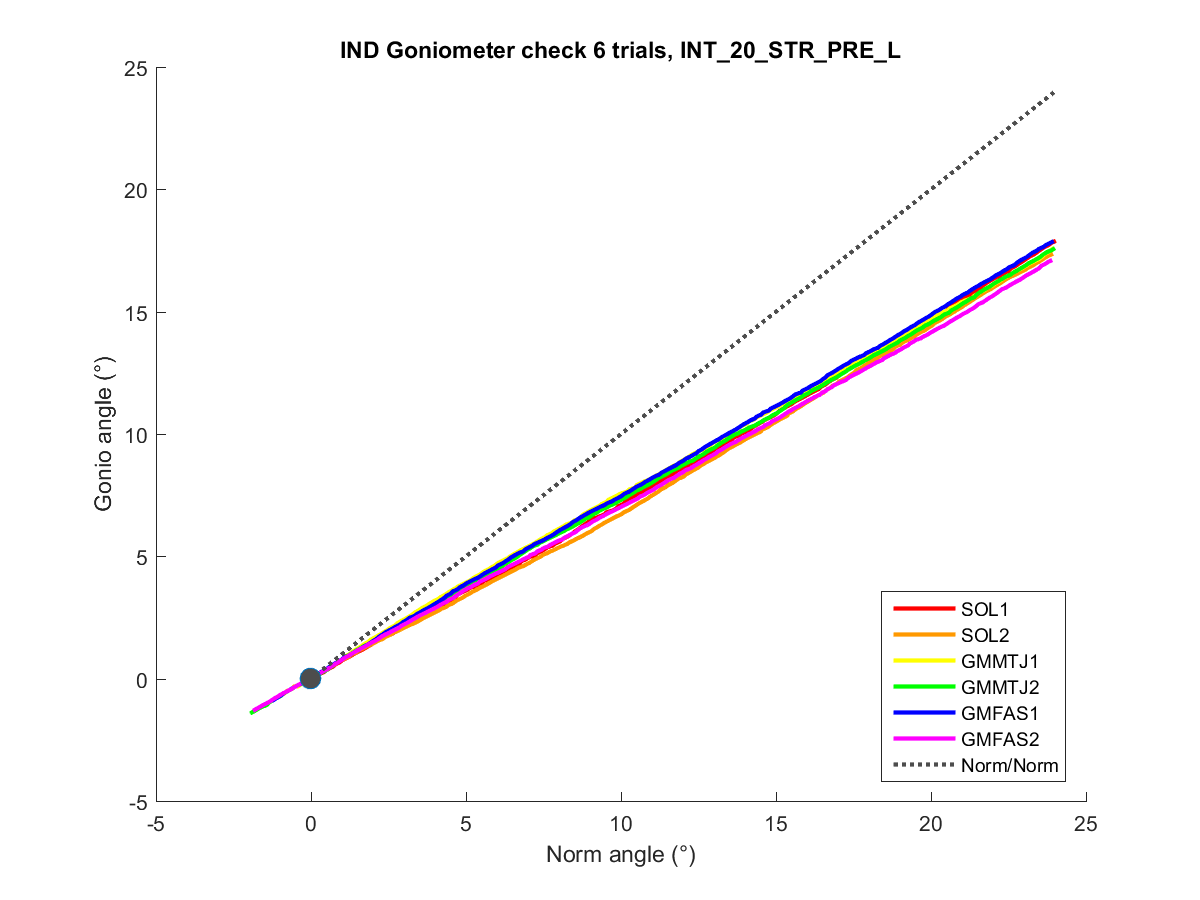 IND Goniometer check 6 trials, INT_20_STR_PRE_L
25
20
15
10
5
0
-5
Gonio angle (°)
-5
0
5
10
15
20
25
Norm angle (°)
SOL1
SOL2
GMMTJ1
GMMTJ2
GMFAS1
GMFAS2
Norm/Norm